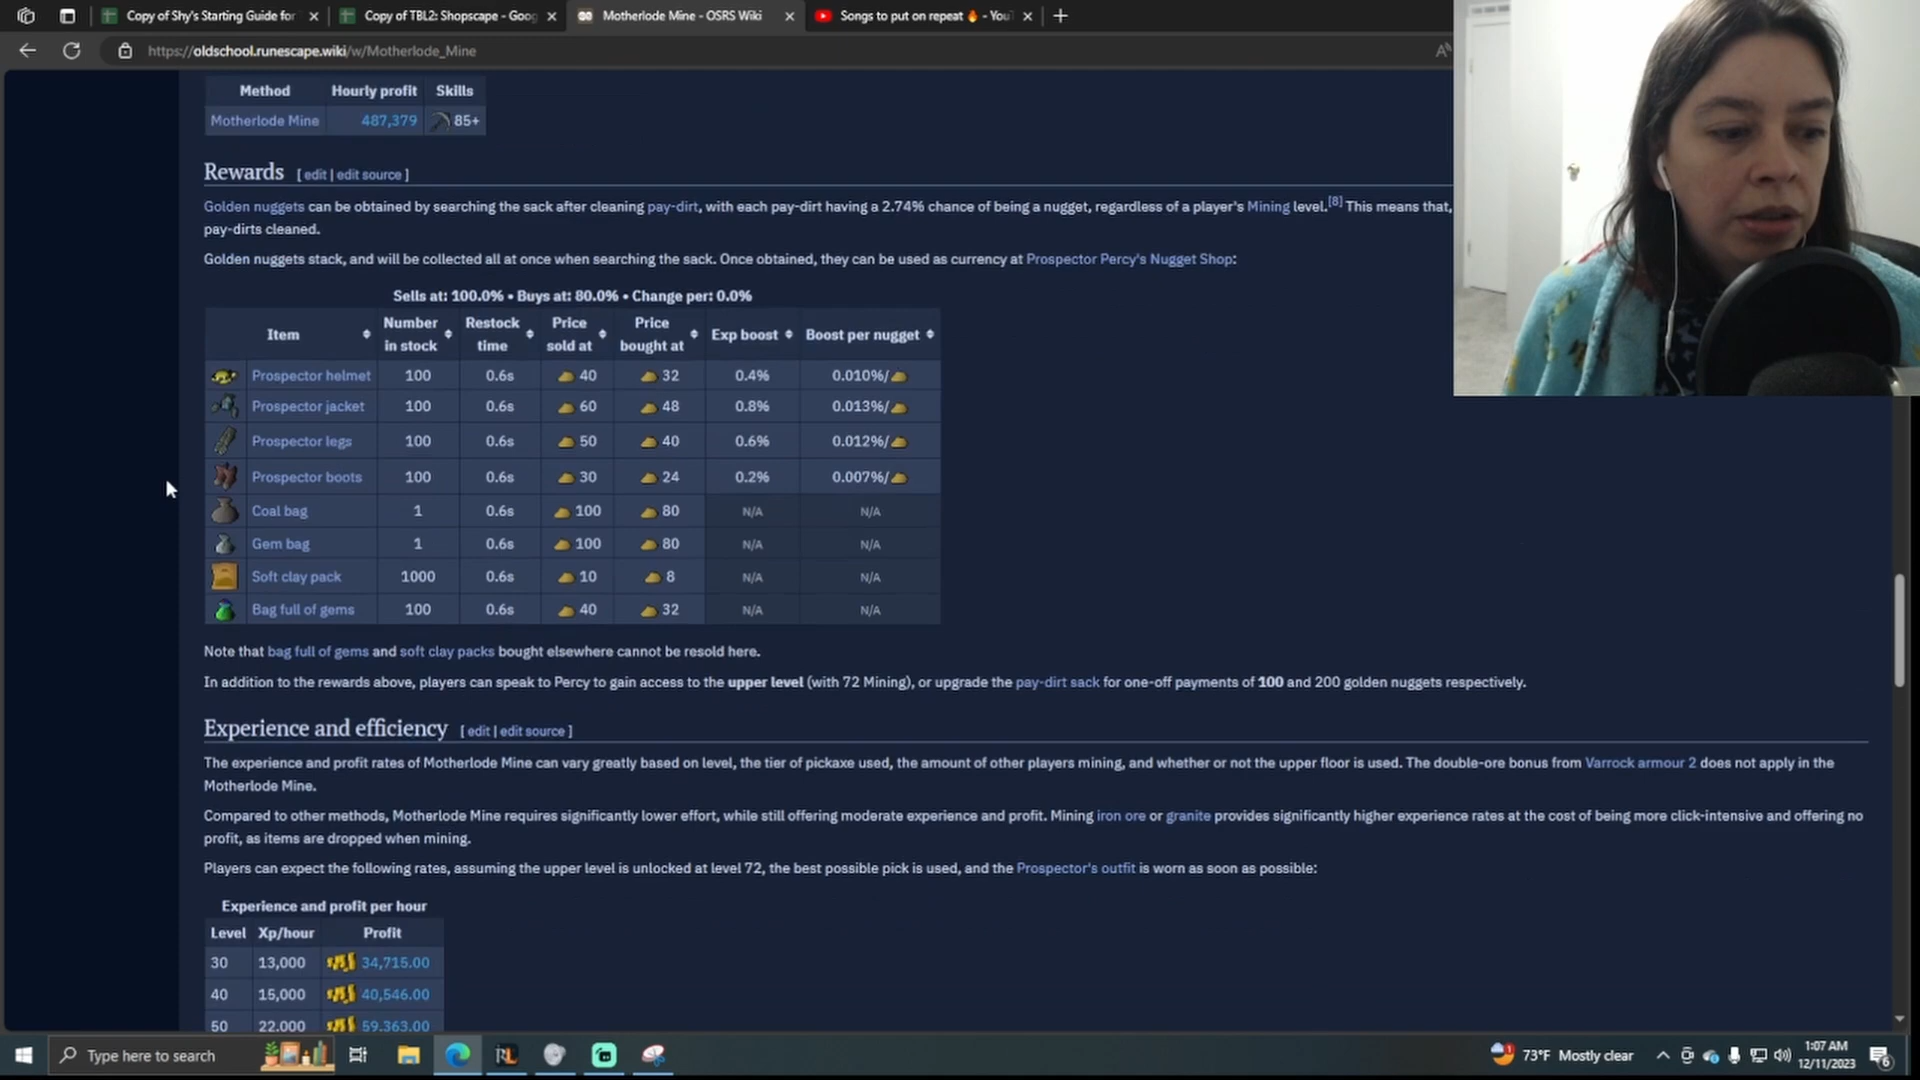 Copy of Shy's Starting Guide for
Copy of TBL2: Shopscape - Goog
Motherlode Mine - OSRS Wiki
Songs to put on repeat 🔥 - You
https://oldschool.runescape.wiki/w/Motherlode_Mine
Method Hourly profit Skills
Motherlode Mine 487,379 85+
Rewards [ edit | edit source ]
Golden nuggets can be obtained by searching the sack after cleaning pay-dirt, with each pay-dirt having a 2.74% chance of being a nugget, regardless of a player's Mining level.[8] This means that,
pay-dirts cleaned.
Golden nuggets stack, and will be collected all at once when searching the sack. Once obtained, they can be used as currency at Prospector Percy's Nugget Shop:
Sells at: 100.0% • Buys at: 80.0% • Change per: 0.0%
Item Number in stock Restock time Price sold at Price bought at Exp boost Boost per nugget
Prospector helmet 100 0.6s 40 32 0.4% 0.010%/
Prospector jacket 100 0.6s 60 48 0.8% 0.013%/
Prospector legs 100 0.6s 50 40 0.6% 0.012%/
Prospector boots 100 0.6s 30 24 0.2% 0.007%/
Coal bag 1 0.6s 100 80 N/A N/A
Gem bag 1 0.6s 100 80 N/A N/A
Soft clay pack 1000 0.6s 10 8 N/A N/A
Bag full of gems 100 0.6s 40 32 N/A N/A
Note that bag full of gems and soft clay packs bought elsewhere cannot be resold here.
In addition to the rewards above, players can speak to Percy to gain access to the upper level (with 72 Mining), or upgrade the pay-dirt sack for one-off payments of 100 and 200 golden nuggets respectively.
Experience and efficiency [ edit | edit source ]
The experience and profit rates of Motherlode Mine can vary greatly based on level, the tier of pickaxe used, the amount of other players mining, and whether or not the upper floor is used. The double-ore bonus from Varrock armour 2 does not apply in the
Motherlode Mine.
Compared to other methods, Motherlode Mine requires significantly lower effort, while still offering moderate experience and profit. Mining iron ore or granite provides significantly higher experience rates at the cost of being more click-intensive and offering no
profit, as items are dropped when mining.
Players can expect the following rates, assuming the upper level is unlocked at level 72, the best possible pick is used, and the Prospector's outfit is worn as soon as possible:
Experience and profit per hour
Level Xp/hour Profit
30 13,000 34,715.00
40 15,000 40,546.00
50 22,000 59,363.00
Type here to search
73°F Mostly clear
1:07 AM
12/11/2023
6